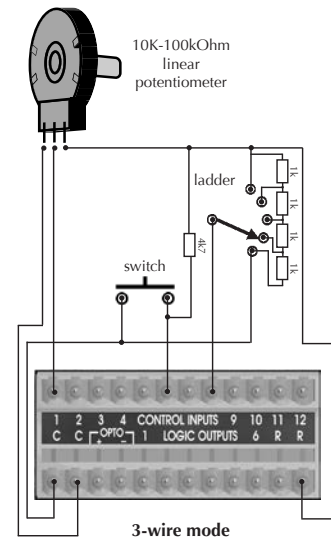 10K-100kOhm
linear
potentiometer
ladder
1k
1k
1k
1k
4k7
switch
1 2 3 4 CONTROL INPUTS 9 10 11 12
C C OPTO 1 LOGIC OUTPUTS 6 R R
+ −
3-wire mode